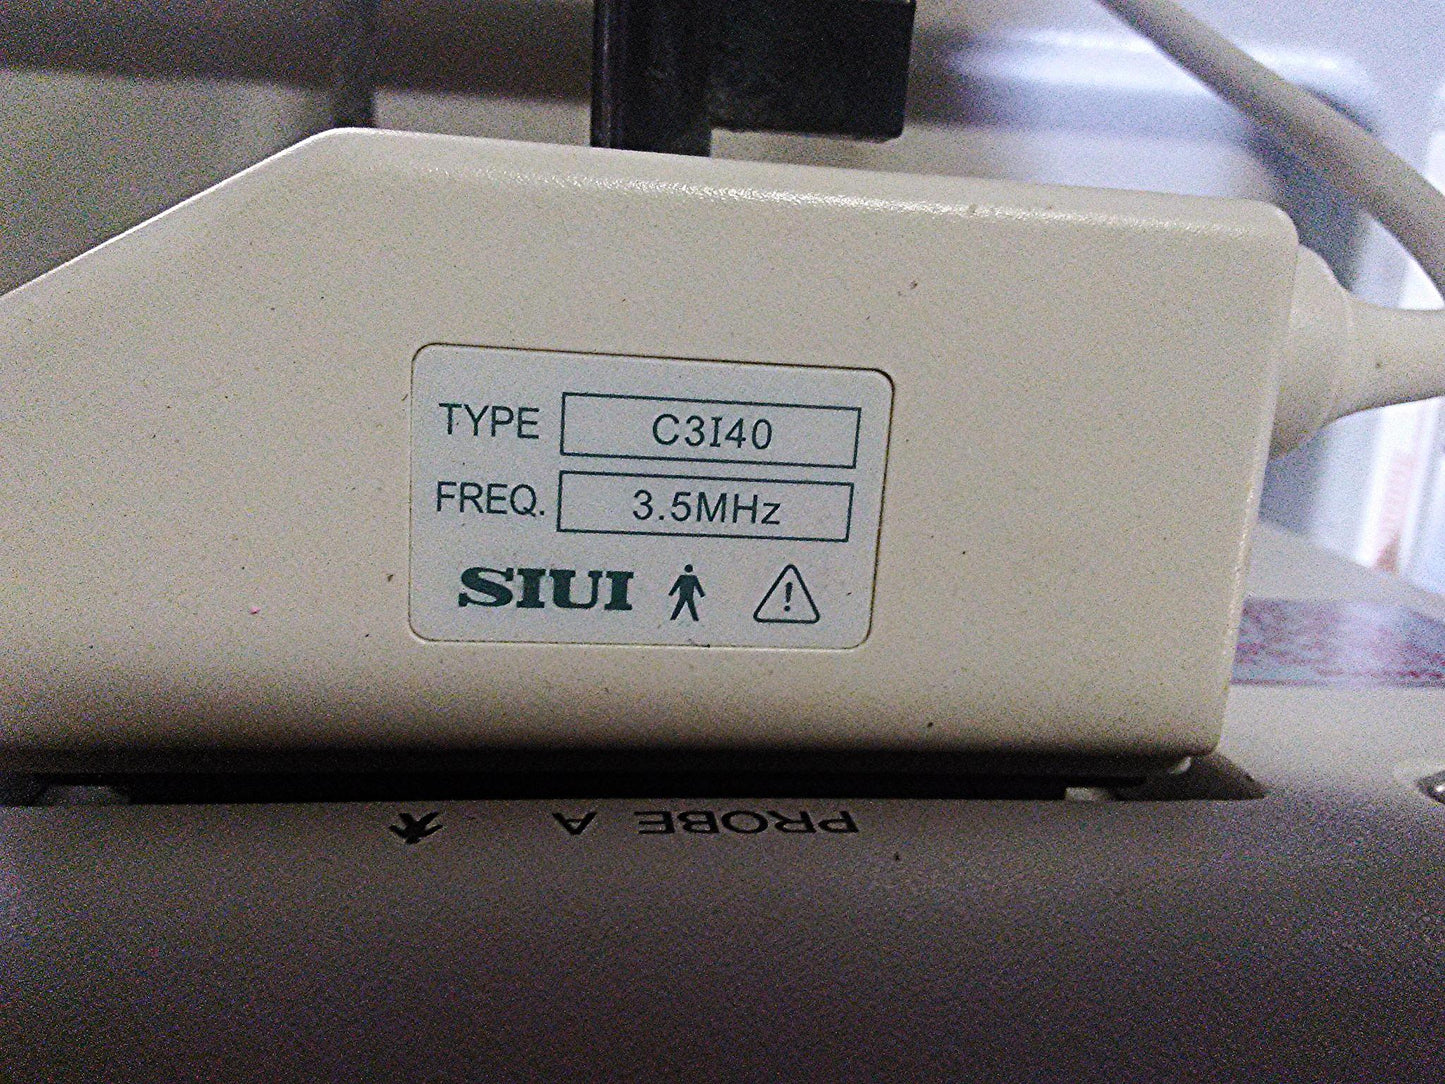 TYPE C3I40
FREQ. 3.5MHz
SIUI
PROBE A